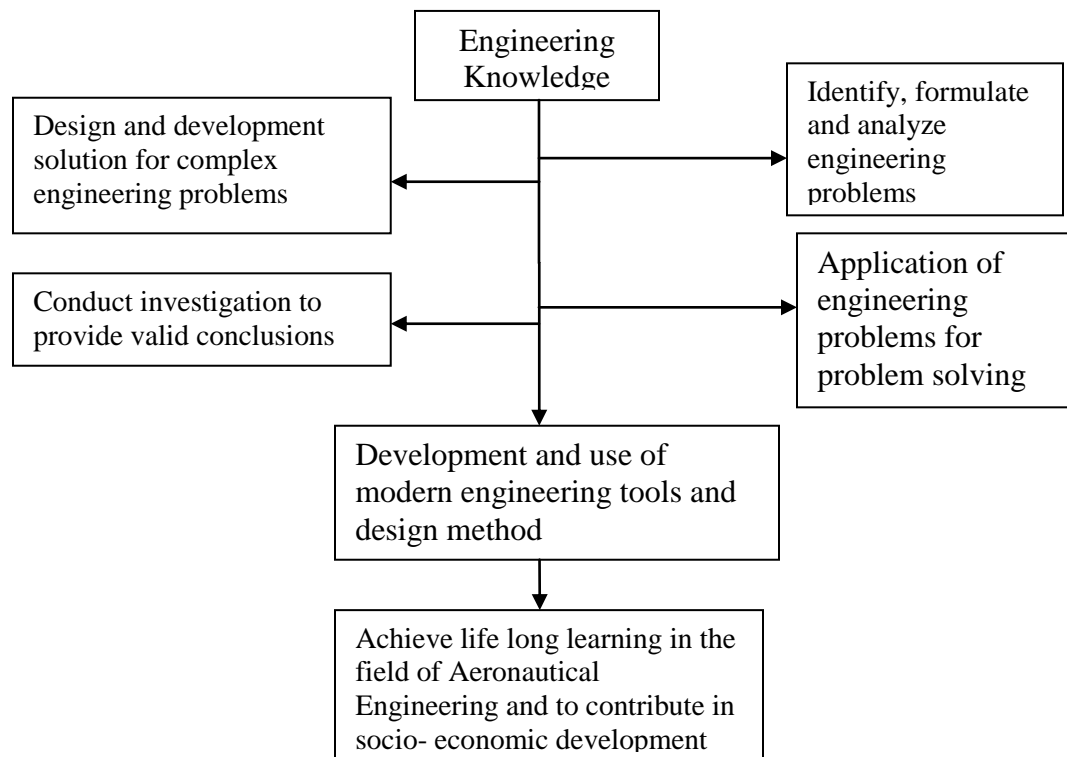 Engineering
Knowledge
Design and development
solution for complex
engineering problems
Identify, formulate
and analyze
engineering
problems
Conduct investigation to
provide valid conclusions
Application of
engineering
problems for
problem solving
Development and use of
modern engineering tools and
design method
Achieve life long learning in the
field of Aeronautical
Engineering and to contribute in
socio- economic development